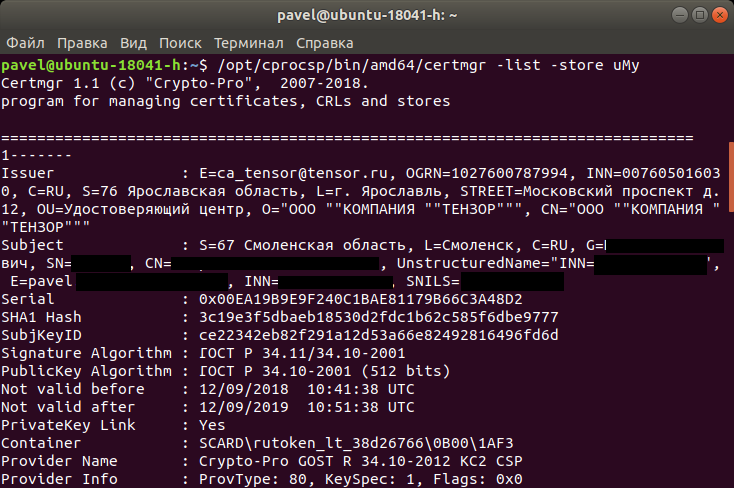 pavel@ubuntu-18041-h: ~
Файл Правка Вид Поиск Терминал Справка
pavel@ubuntu-18041-h:~$ /opt/cprocsp/bin/amd64/certmgr -list -store uMy
Certmgr 1.1 (c) "Crypto-Pro",  2007-2018.
program for managing certificates, CRLs and stores
=============================================================================
1-------
Issuer              : E=ca_tensor@tensor.ru, OGRN=1027600787994, INN=00760501603
0, C=RU, S=76 Ярославская область, L=г. Ярославль, STREET=Московский проспект д.
12, OU=Удостоверяющий центр, O="ООО ""КОМПАНИЯ ""ТЕНЗОР""", CN="ООО ""КОМПАНИЯ "
"ТЕНЗОР"""
Subject             : S=67 Смоленская область, L=Смоленск, C=RU, G=
вич, SN= , CN= , UnstructuredName="INN= ",
E=pavel , INN= , SNILS=
Serial              : 0x00EA19B9E9F240C1BAE81179B66C3A48D2
SHA1 Hash           : 3c19e3f5dbaeb18530d2fdc1b62c585f6dbe9777
SubjKeyID           : ce22342eb82f291a12d53a66e82492816496fd6d
Signature Algorithm : ГОСТ Р 34.11/34.10-2001
PublicKey Algorithm : ГОСТ Р 34.10-2001 (512 bits)
Not valid before    : 12/09/2018  10:41:38 UTC
Not valid after     : 12/09/2019  10:51:38 UTC
PrivateKey Link     : Yes
Container           : SCARD\rutoken_lt_38d26766\0B00\1AF3
Provider Name       : Crypto-Pro GOST R 34.10-2012 KC2 CSP
Provider Info       : ProvType: 80, KeySpec: 1, Flags: 0x0